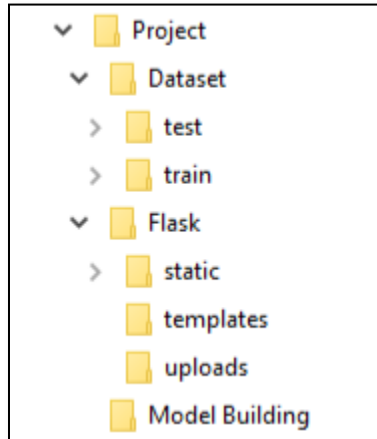 Project
Dataset
test
train
Flask
static
templates
uploads
Model Building